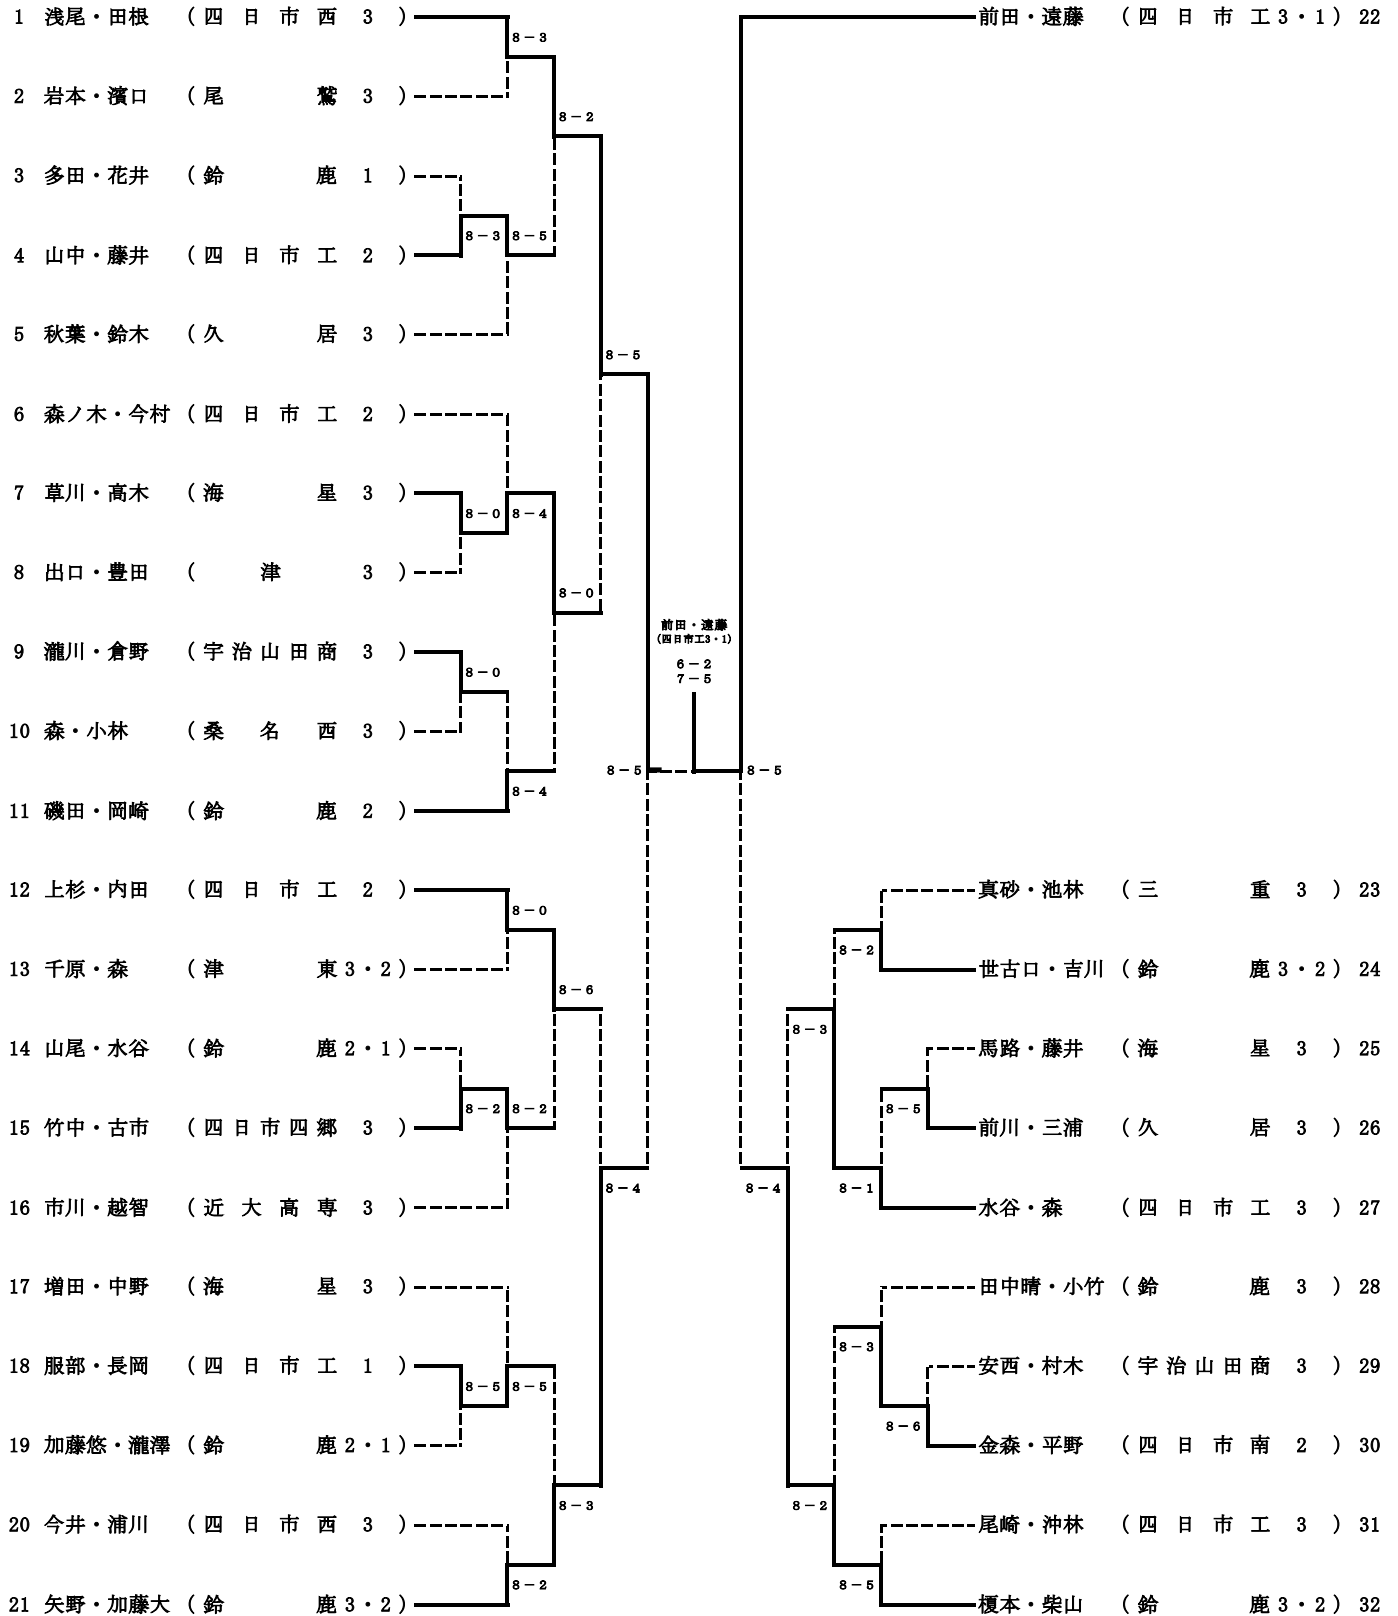 1 浅尾・田根 (四日市西 3)
前田・遠藤 (四日市工3・1) 22
8－3
2 岩本・濱口 (尾鷲 3)
8－2
3 多田・花井 (鈴鹿 1)
8－3 8－5
4 山中・藤井 (四日市工 2)
5 秋葉・鈴木 (久居 3)
8－5
6 森ノ木・今村 (四日市工 2)
7 草川・高木 (海星 3)
8－0 8－4
8 出口・豊田 (津 3)
8－0
前田・遠藤
(四日市工3・1)
9 瀧川・倉野 (宇治山田商 3)
6－2
8－0
7－5
10 森・小林 (桑名西 3)
8－5 8－5
8－4
11 磯田・岡崎 (鈴鹿 2)
12 上杉・内田 (四日市工 2)
真砂・池林 (三重 3) 23
8－0
8－2
13 千原・森 (津東3・2)
世古口・吉川 (鈴鹿3・2) 24
8－6
8－3
14 山尾・水谷 (鈴鹿2・1)
馬路・藤井 (海星 3) 25
8－2 8－2
8－5
15 竹中・古市 (四日市四郷 3)
前川・三浦 (久居 3) 26
8－4
8－4 8－1
16 市川・越智 (近大高専 3)
水谷・森 (四日市工 3) 27
17 増田・中野 (海星 3)
田中晴・小竹 (鈴鹿 3) 28
8－3
18 服部・長岡 (四日市工 1)
安西・村木 (宇治山田商 3) 29
8－5 8－5
8－6
19 加藤悠・瀧澤 (鈴鹿2・1)
金森・平野 (四日市南 2) 30
8－3
8－2
20 今井・浦川 (四日市西 3)
尾崎・沖林 (四日市工 3) 31
8－2
8－5
21 矢野・加藤大 (鈴鹿3・2)
榎本・柴山 (鈴鹿3・2) 32